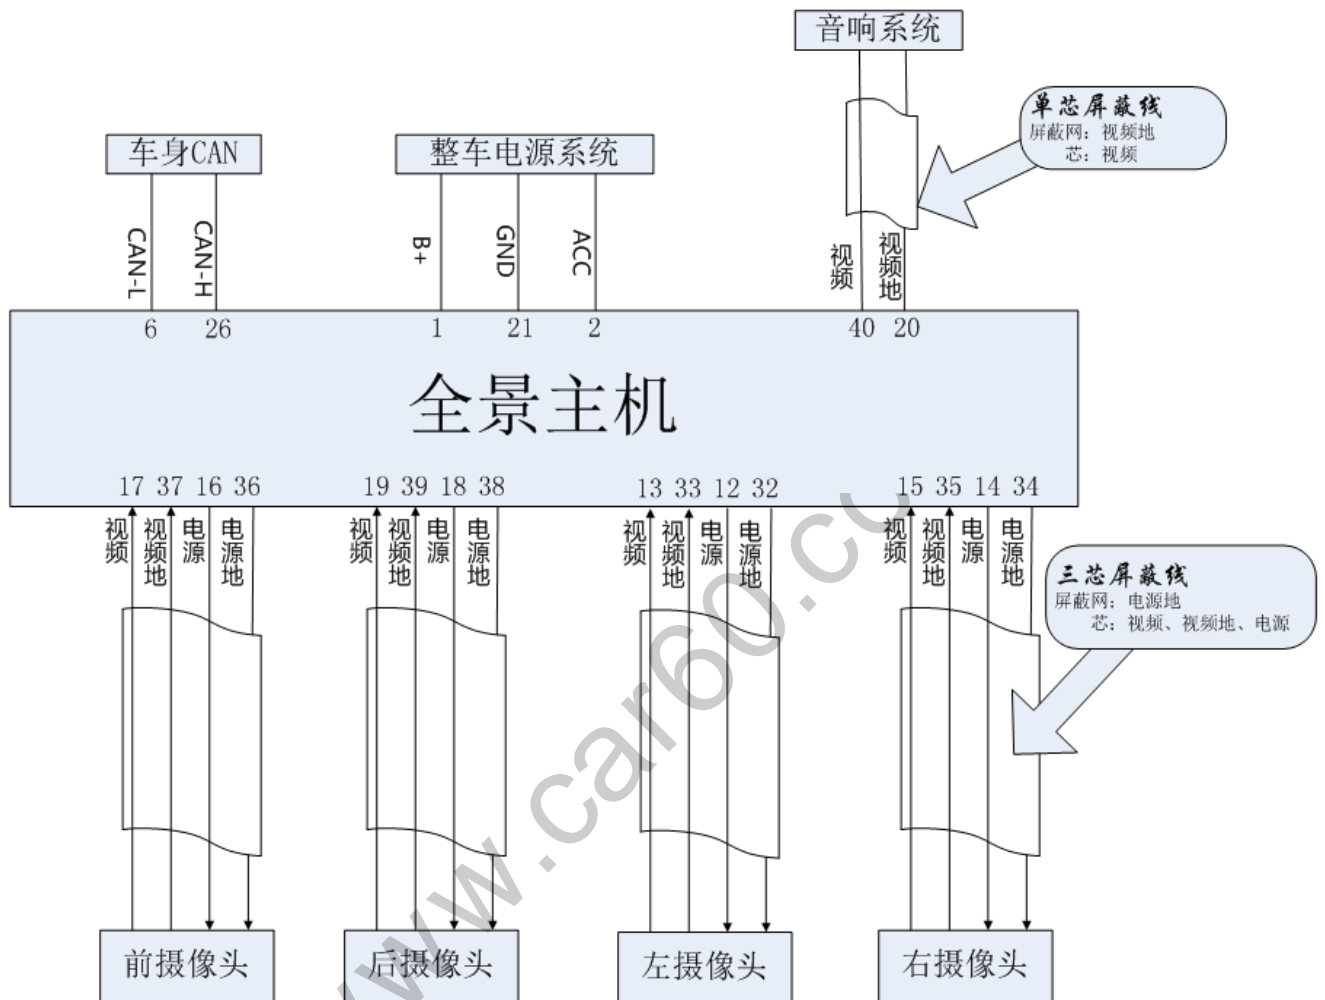 音响系统
单芯屏蔽线
屏蔽网：视频地
芯：视频
车身CAN
整车电源系统
CAN-L
CAN-H
B+
GND
ACC
视频
视频地
6 26 1 21 2 40 20
全景主机
17 37 16 36 19 39 18 38 13 33 12 32 15 35 14 34
视频 视频地 电源 电源地 视频 视频地 电源 电源地 视频 视频地 电源 电源地 视频 视频地 电源 电源地
三芯屏蔽线
屏蔽网：电源地
芯：视频、视频地、电源
www.car60.co
前摄像头 后摄像头 左摄像头 右摄像头